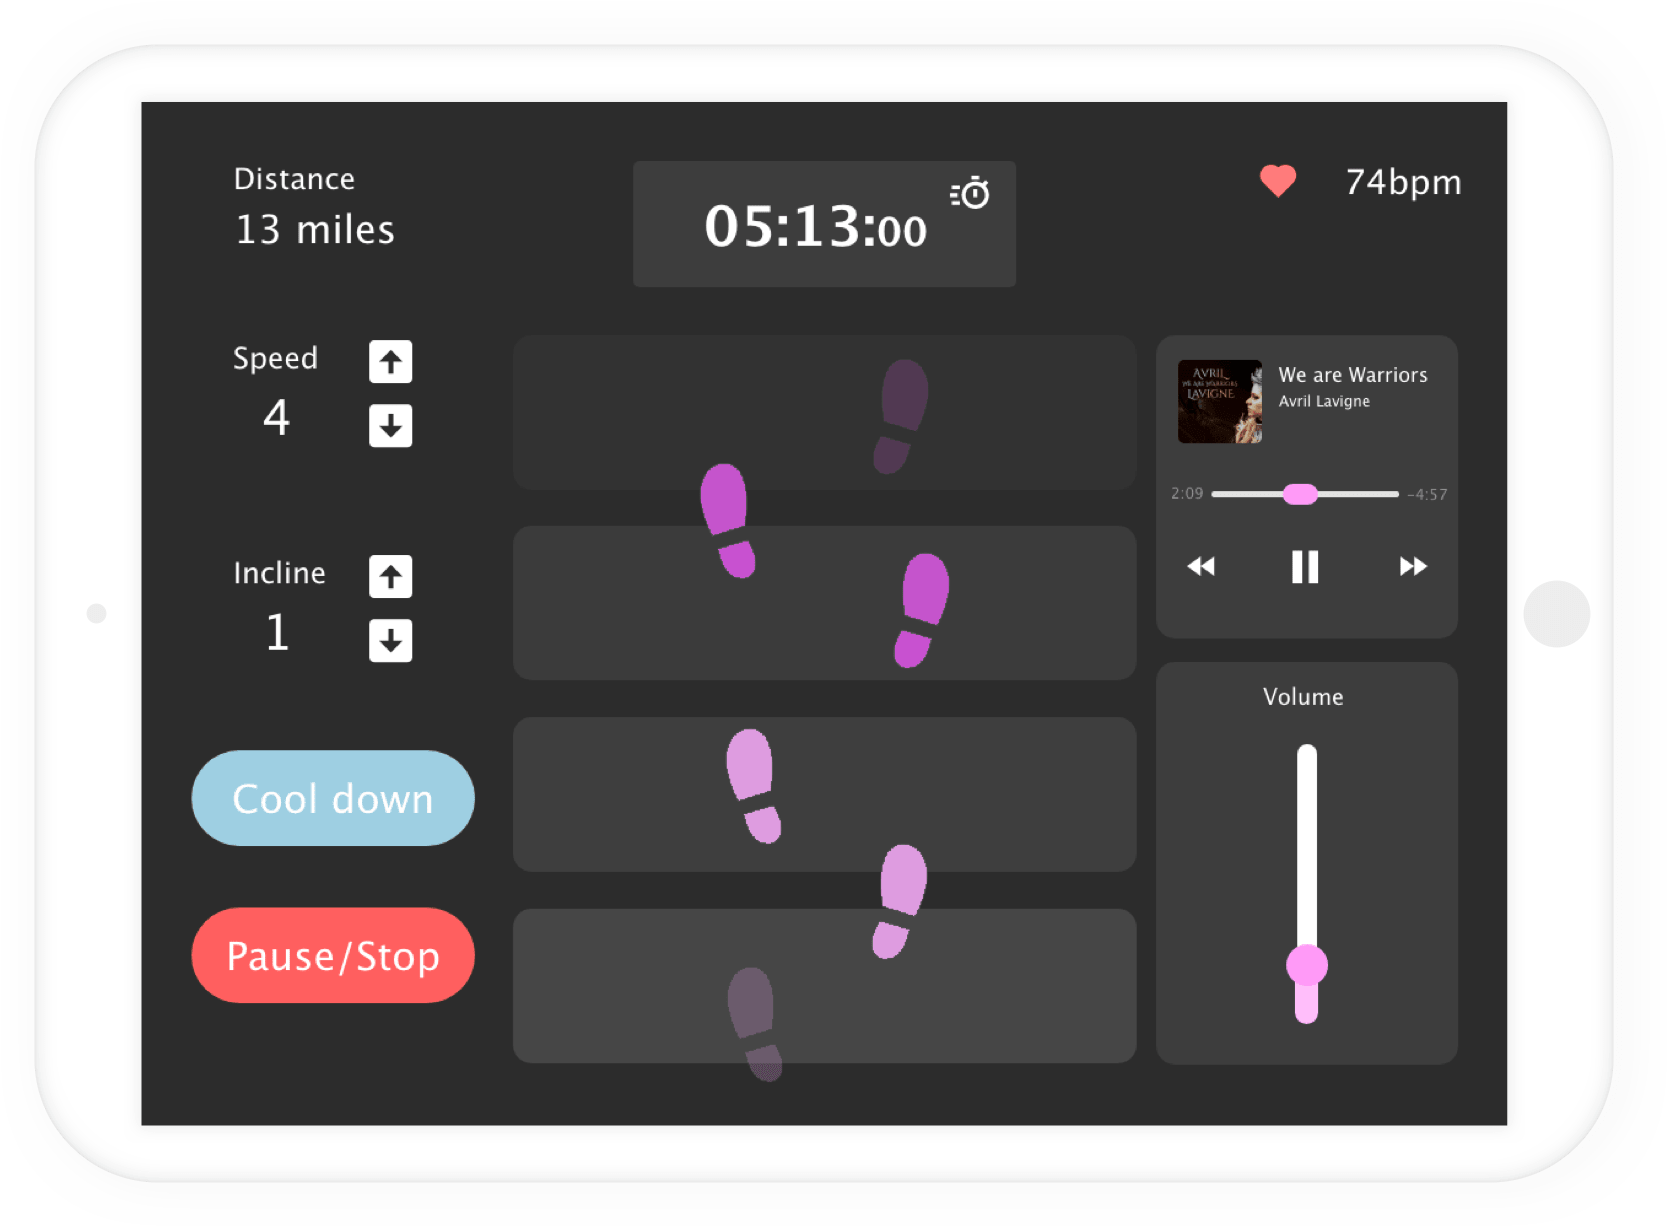 Distance
13 miles
05:13:00
74bpm
Speed
4
Incline
1
Cool down
Pause/Stop
AVRIL
WE ARE WARRIORS
LAVIGNE
We are Warriors
Avril Lavigne
2:09
-4:57
Volume